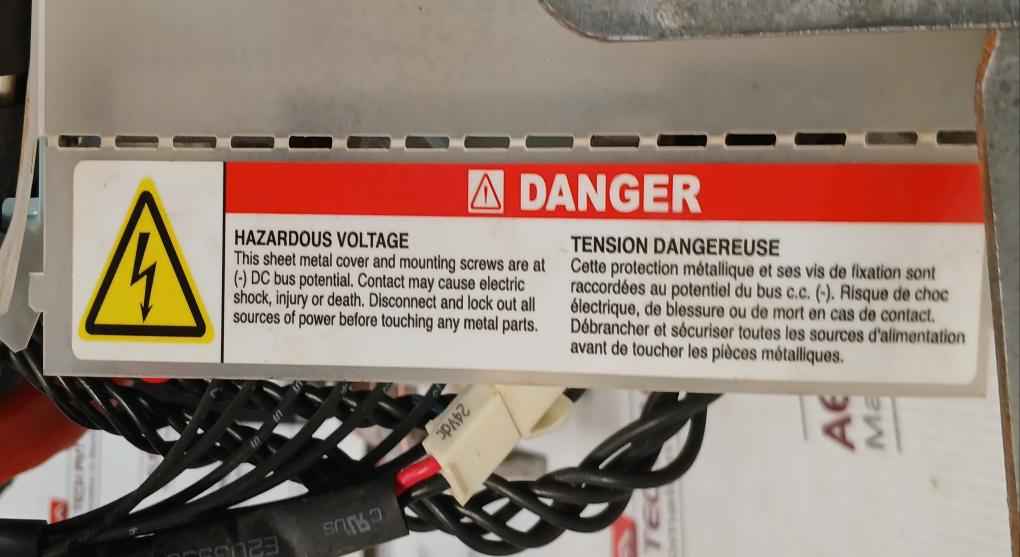 DANGER
HAZARDOUS VOLTAGE
This sheet metal cover and mounting screws are at
(-) DC bus potential. Contact may cause electric
shock, injury or death. Disconnect and lock out all
sources of power before touching any metal parts.
TENSION DANGEREUSE
Cette protection métallique et ses vis de fixation sont
raccordées au potentiel du bus c.c. (-). Risque de choc
électrique, de blessure ou de mort en cas de contact.
Débrancher et sécuriser toutes les sources d'alimentation
avant de toucher les pièces métalliques.
24Vdc